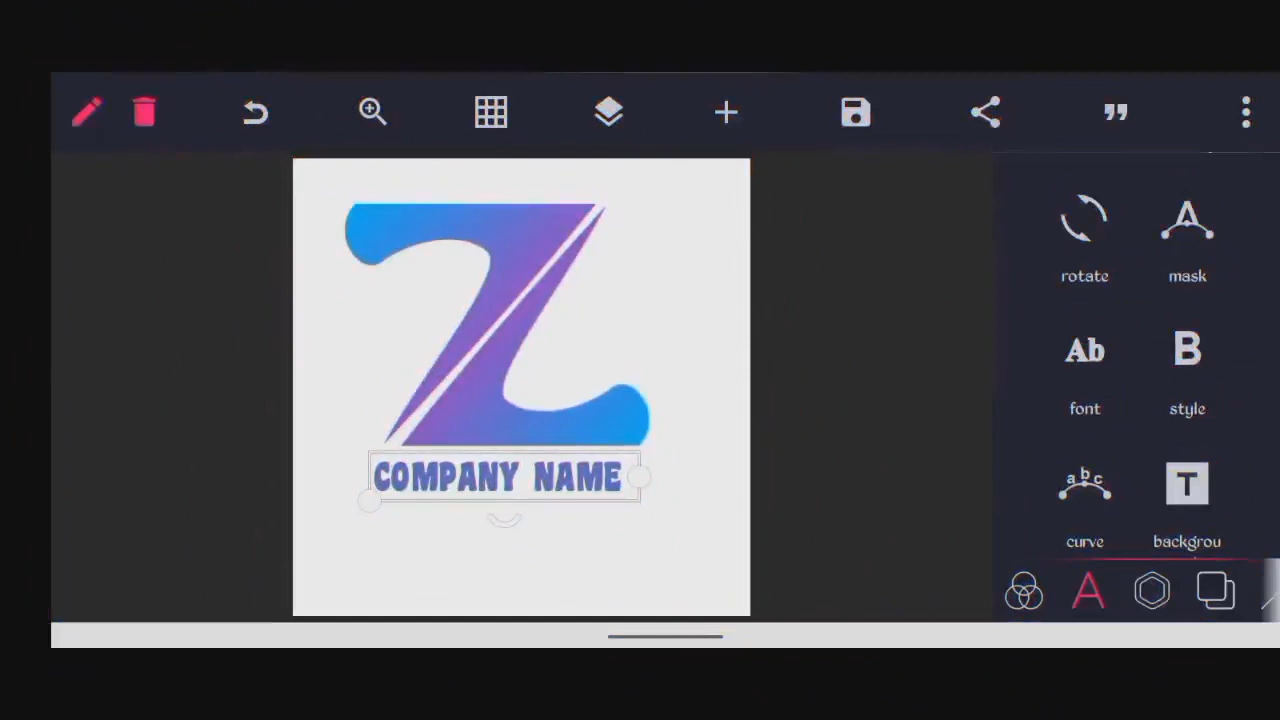 Z
COMPANY NAME
rotate
mask
Ab
B
font
style
abc
T
curve
backgrou
A